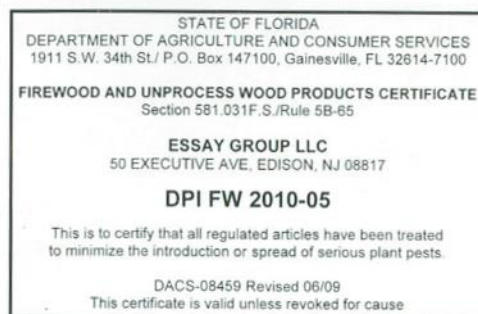 STATE OF FLORIDA
DEPARTMENT OF AGRICULTURE AND CONSUMER SERVICES
1911 S.W. 34th St./ P.O. Box 147100, Gainesville, FL 32614-7100
FIREWOOD AND UNPROCESS WOOD PRODUCTS CERTIFICATE
Section 581.031F.S./Rule 5B-65
ESSAY GROUP LLC
50 EXECUTIVE AVE, EDISON, NJ 08817
DPI FW 2010-05
This is to certify that all regulated articles have been treated
to minimize the introduction or spread of serious plant pests.
DACS-08459 Revised 06/09
This certificate is valid unless revoked for cause